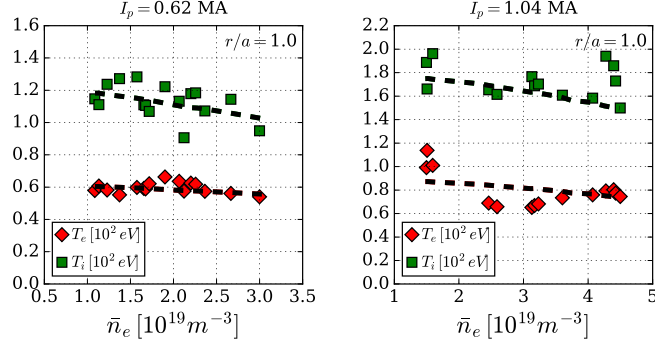 I_p = 0.62 MA
r/a = 1.0
1.6
1.4
1.2
1.0
0.8
0.6
0.4
0.2
0.0
T_e [10^2 eV]
T_i [10^2 eV]
0.5 1.0 1.5 2.0 2.5 3.0 3.5
n̄_e [10^19 m^−3]
I_p = 1.04 MA
r/a = 1.0
2.2
2.0
1.8
1.6
1.4
1.2
1.0
0.8
0.6
0.4
0.2
0.0
T_e [10^2 eV]
T_i [10^2 eV]
1 2 3 4 5
n̄_e [10^19 m^−3]